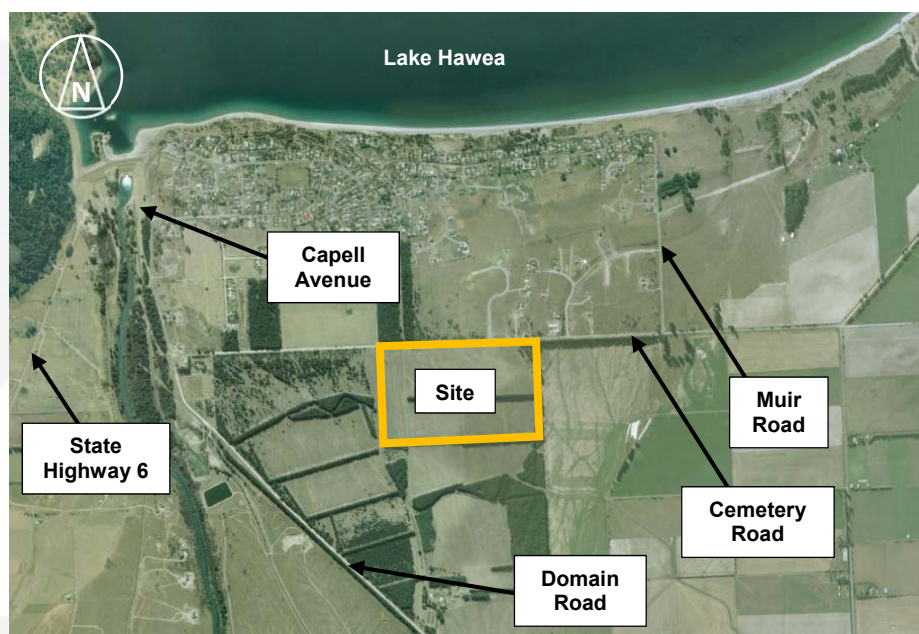 Lake Hawea
N
Capell
Avenue
Site
State
Highway 6
Muir
Road
Cemetery
Road
Domain
Road